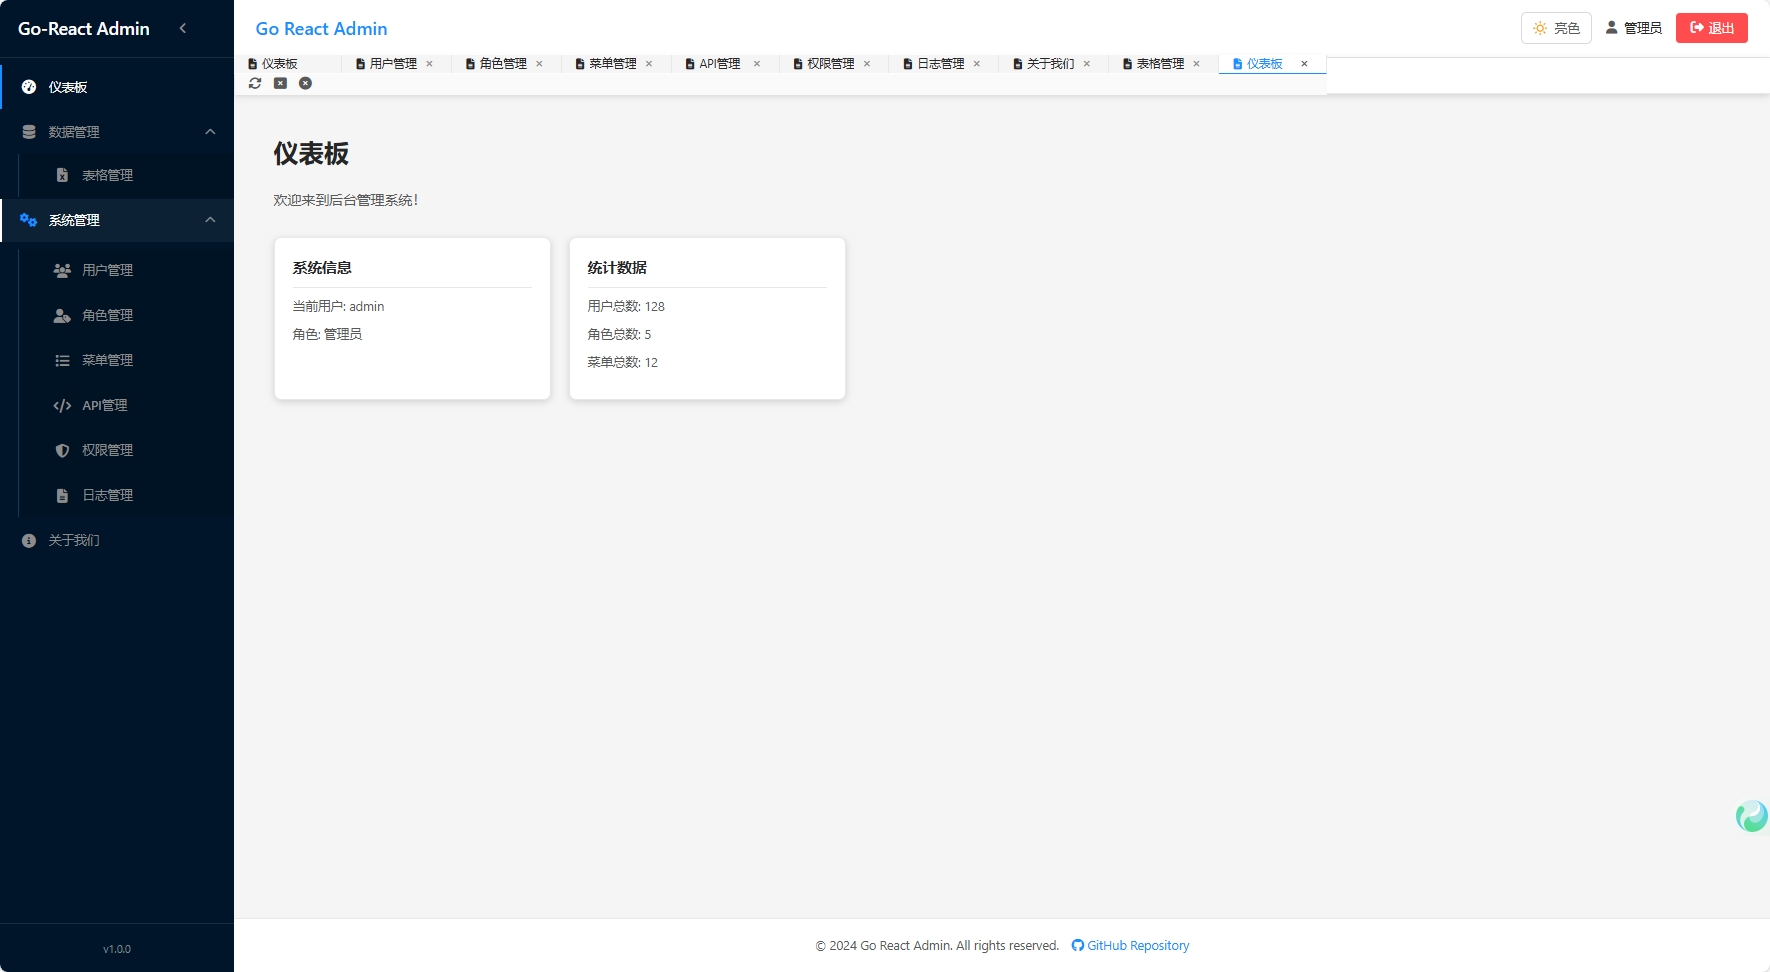 Go-React Admin
仪表板
数据管理
表格管理
系统管理
用户管理
角色管理
菜单管理
API管理
权限管理
日志管理
关于我们
v1.0.0
Go React Admin
亮色
管理员
退出
仪表板 用户管理 角色管理 菜单管理 API管理 权限管理 日志管理 关于我们 表格管理 仪表板
仪表板
欢迎来到后台管理系统!
系统信息
当前用户: admin
角色: 管理员
统计数据
用户总数: 128
角色总数: 5
菜单总数: 12
© 2024 Go React Admin. All rights reserved. GitHub Repository